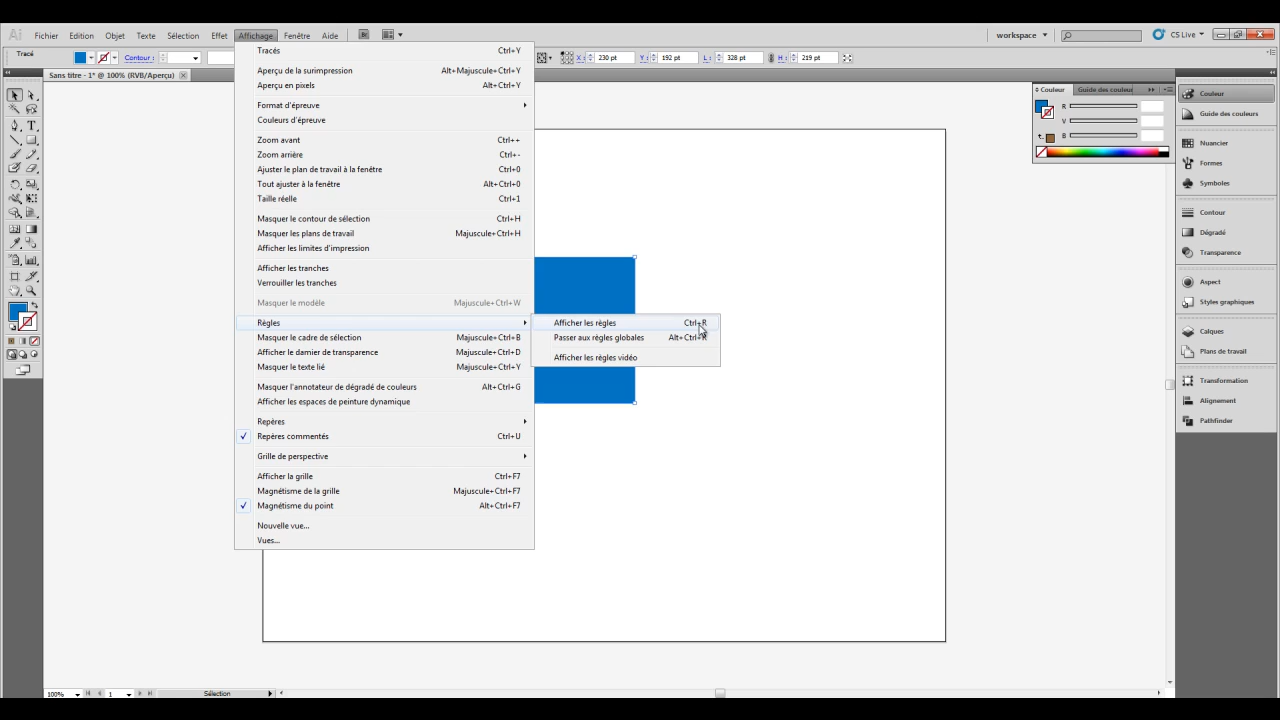 Ai Fichier Edition Objet Texte Sélection Effet Affichage Fenêtre Aide Br workspace CS Live
Tracé Contour : X : 230 pt Y : 192 pt L : 328 pt H : 219 pt
Sans titre - 1* @ 100% (RVB/Aperçu)
Tracés Ctrl+Y
Aperçu de la surimpression Alt+Majuscule+Ctrl+Y
Aperçu en pixels Alt+Ctrl+Y
Format d'épreuve
Couleurs d'épreuve
Zoom avant Ctrl++
Zoom arrière Ctrl+-
Ajuster le plan de travail à la fenêtre Ctrl+0
Tout ajuster à la fenêtre Alt+Ctrl+0
Taille réelle Ctrl+1
Masquer le contour de sélection Ctrl+H
Masquer les plans de travail Majuscule+Ctrl+H
Afficher les limites d'impression
Afficher les tranches
Verrouiller les tranches
Masquer le modèle Majuscule+Ctrl+W
Règles
Masquer le cadre de sélection Majuscule+Ctrl+B
Afficher le damier de transparence Majuscule+Ctrl+D
Masquer le texte lié Majuscule+Ctrl+Y
Masquer l'annotateur de dégradé de couleurs Alt+Ctrl+G
Afficher les espaces de peinture dynamique
Repères
Repères commentés Ctrl+U
Grille de perspective
Afficher la grille Ctrl+F7
Magnétisme de la grille Majuscule+Ctrl+F7
Magnétisme du point Alt+Ctrl+F7
Nouvelle vue...
Vues...
Afficher les règles Ctrl+R
Passer aux règles globales Alt+Ctrl+R
Afficher les règles vidéo
Couleur Guide des couleur
R
V
B
Couleur
Guide des couleurs
Nuancier
Formes
Symboles
Contour
Dégradé
Transparence
Aspect
Styles graphiques
Calques
Plans de travail
Transformation
Alignement
Pathfinder
100% 1 Sélection